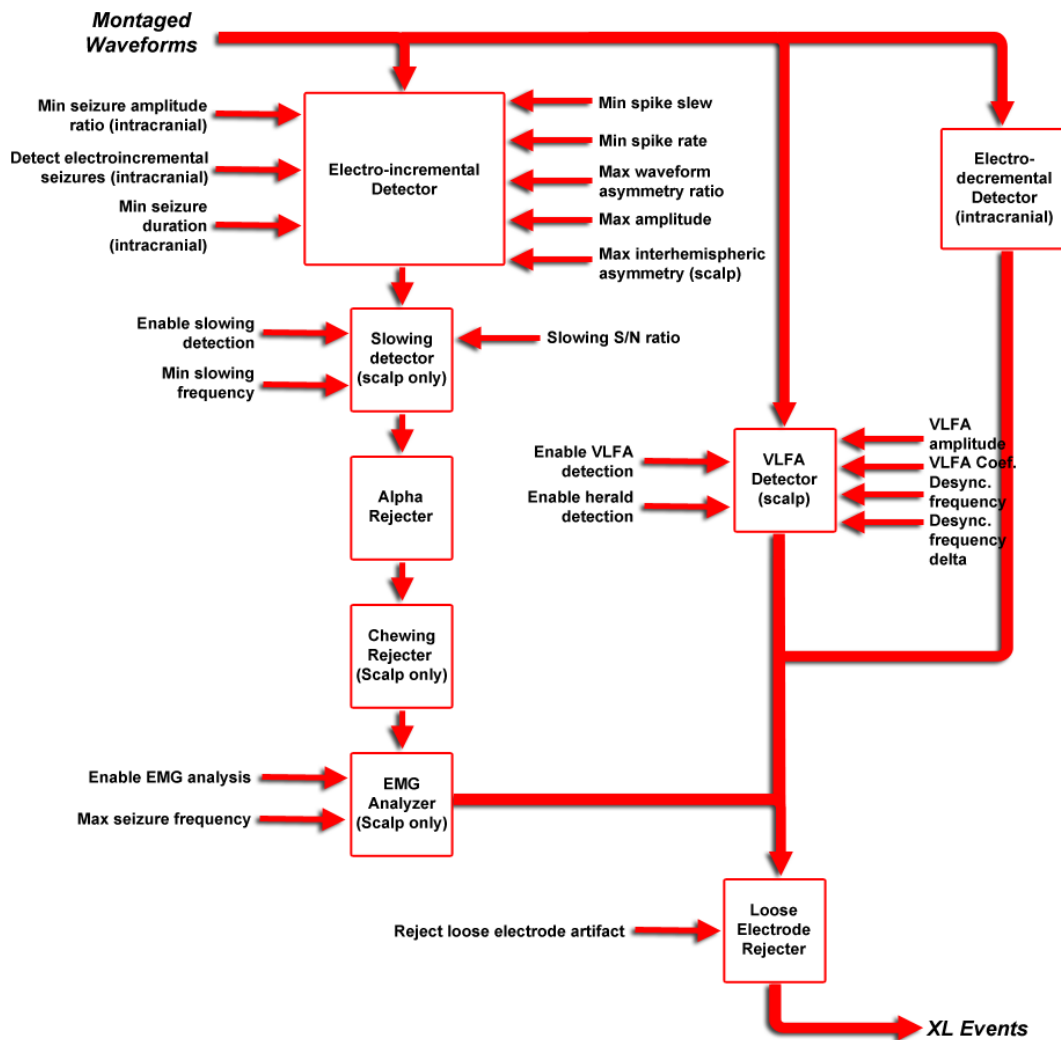 Montaged
Waveforms
Min seizure amplitude
ratio (intracranial)
Detect electroincremental
seizures (intracranial)
Min seizure
duration
(intracranial)
Electro-incremental
Detector
Min spike slew
Min spike rate
Max waveform
asymmetry ratio
Max amplitude
Max interhemispheric
asymmetry (scalp)
Electro-
decremental
Detector
(intracranial)
Enable slowing
detection
Min slowing
frequency
Slowing
detector
(scalp only)
Slowing S/N ratio
Alpha
Rejecter
Enable VLFA
detection
Enable herald
detection
VLFA
Detector
(scalp)
VLFA
amplitude
VLFA Coef.
Desync.
frequency
Desync.
frequency
delta
Chewing
Rejecter
(Scalp only)
Enable EMG analysis
Max seizure frequency
EMG
Analyzer
(Scalp only)
Reject loose electrode artifact
Loose
Electrode
Rejecter
XL Events